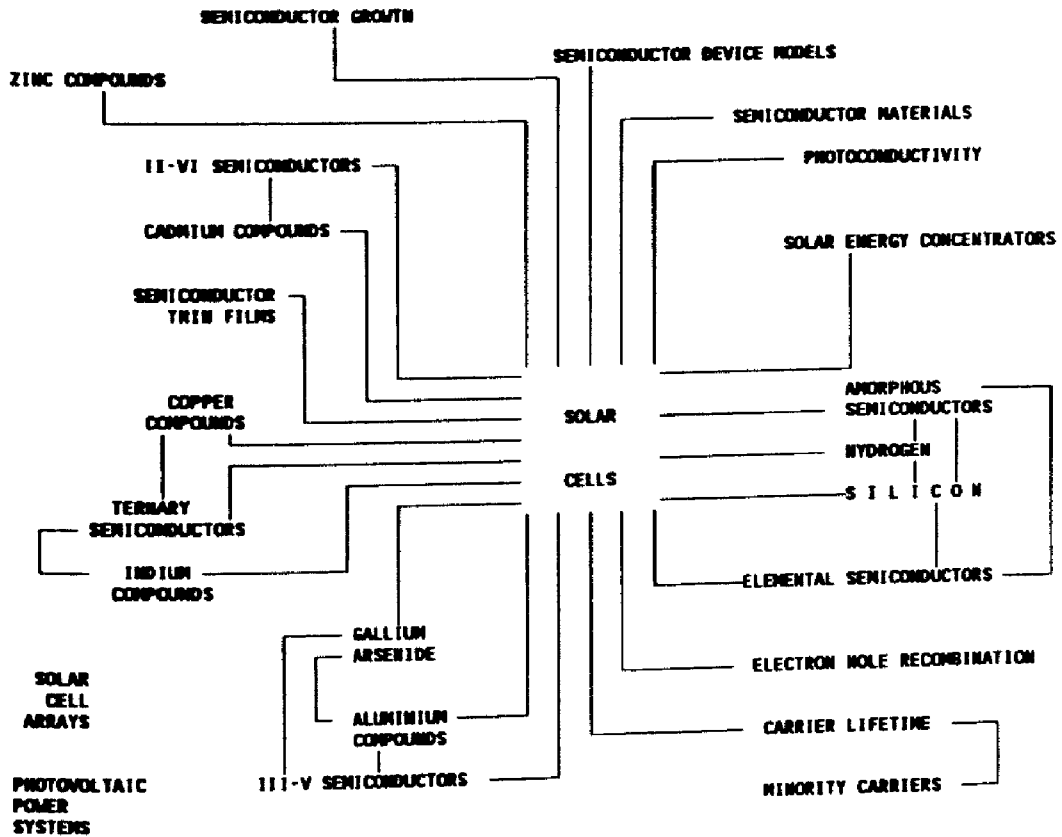 SEMICONDUCTOR GROWTH
SEMICONDUCTOR DEVICE MODELS
ZINC COMPOUNDS
SEMICONDUCTOR MATERIALS
PHOTOCONDUCTIVITY
II-VI SEMICONDUCTORS
CADMIUM COMPOUNDS
SOLAR ENERGY CONCENTRATORS
SEMICONDUCTOR
THIN FILMS
AMORPHOUS
SEMICONDUCTORS
COPPER
COMPOUNDS
SOLAR
HYDROGEN
CELLS
S I L I C O N
TERNARY
SEMICONDUCTORS
INDIUM
COMPOUNDS
ELEMENTAL SEMICONDUCTORS
GALLIUM
ARSENIDE
ELECTRON HOLE RECOMBINATION
SOLAR
CELL
ARRAYS
ALUMINIUM
COMPOUNDS
CARRIER LIFETIME
III-V SEMICONDUCTORS
MINORITY CARRIERS
PHOTOVOLTAIC
POWER
SYSTEMS